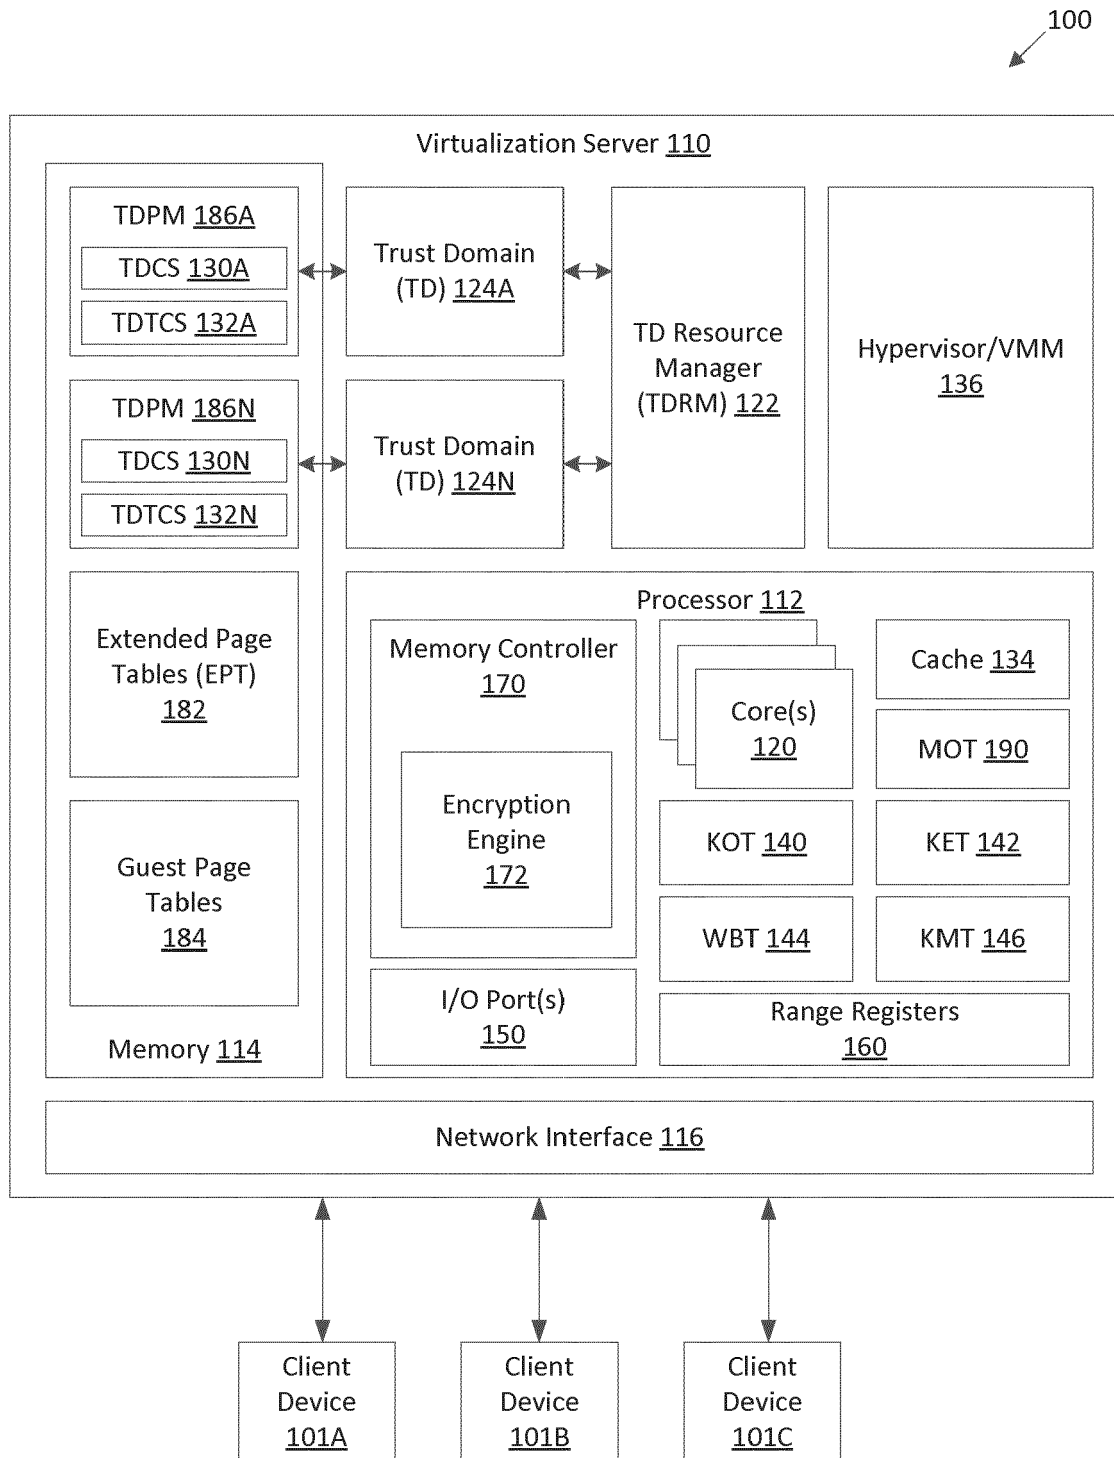 100
Virtualization Server 110
TDPM 186A
TDCS 130A
TDTCS 132A
Trust Domain
(TD) 124A
TD Resource
Manager
(TDRM) 122
Hypervisor/VMM
136
TDPM 186N
TDCS 130N
TDTCS 132N
Trust Domain
(TD) 124N
Extended Page
Tables (EPT)
182
Guest Page
Tables
184
Memory 114
Processor 112
Memory Controller
170
Encryption
Engine
172
I/O Port(s)
150
Core(s)
120
Cache 134
MOT 190
KOT 140
KET 142
WBT 144
KMT 146
Range Registers
160
Network Interface 116
Client
Device
101A
Client
Device
101B
Client
Device
101C